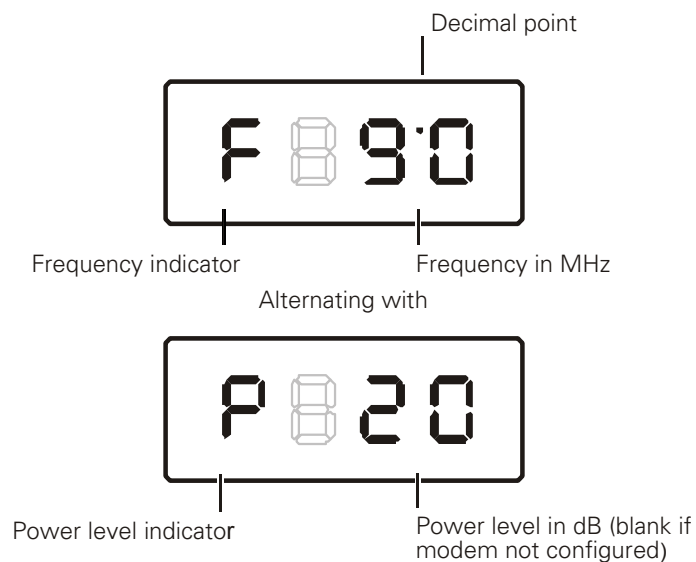 Decimal point
F 9.0
Frequency indicator
Frequency in MHz
Alternating with
P 20
Power level indicator
Power level in dB (blank if
modem not configured)